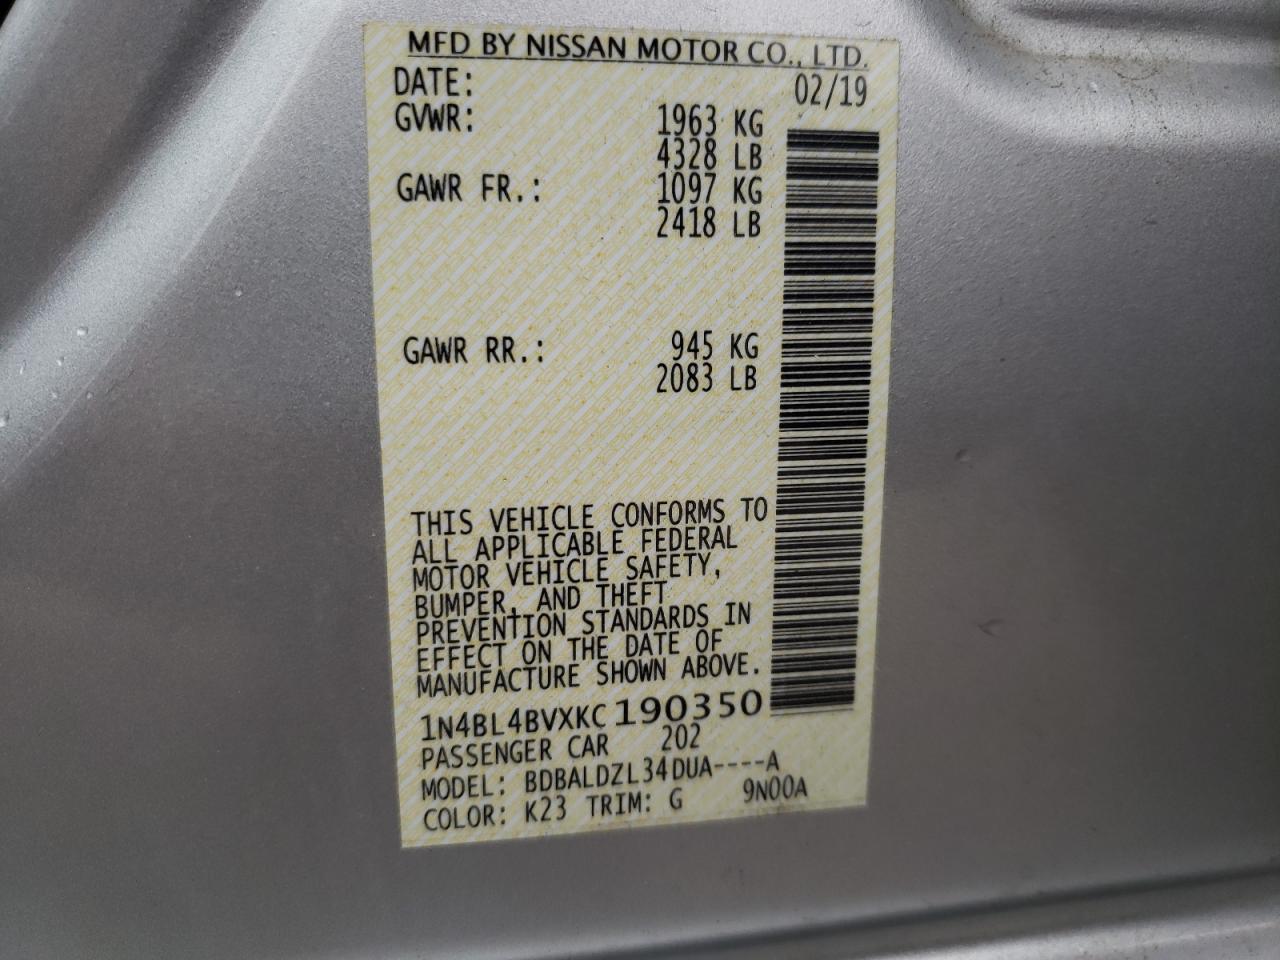 MFD BY NISSAN MOTOR CO., LTD.
DATE: 02/19
GVWR: 1963 KG
4328 LB
GAWR FR.: 1097 KG
2418 LB
GAWR RR.: 945 KG
2083 LB
THIS VEHICLE CONFORMS TO
ALL APPLICABLE FEDERAL
MOTOR VEHICLE SAFETY,
BUMPER, AND THEFT
PREVENTION STANDARDS IN
EFFECT ON THE DATE OF
MANUFACTURE SHOWN ABOVE.
1N4BL4BVXKC190350
PASSENGER CAR 202
MODEL: BDBALDZL34DUA----A
COLOR: K23 TRIM: G 9N00A